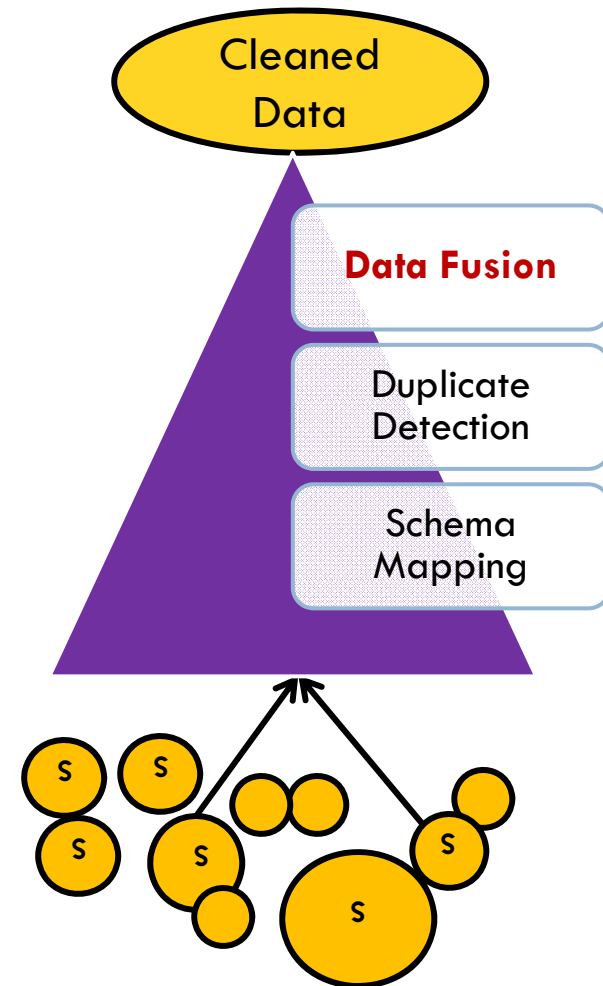 Cleaned
Data
Data Fusion
Duplicate
Detection
Schema
Mapping
S
S
S
S
S
S